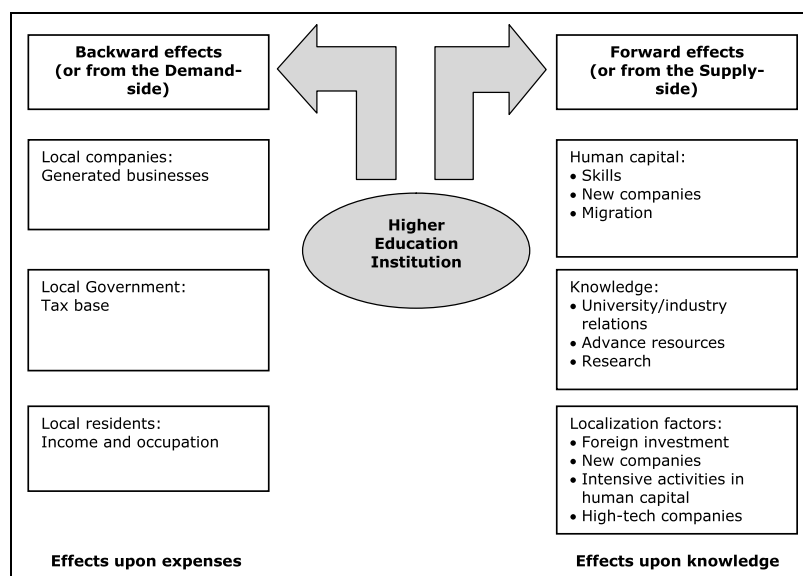 Backward effects
(or from the Demand-
side)
Local companies:
Generated businesses
Local Government:
Tax base
Local residents:
Income and occupation
Effects upon expenses
Higher
Education
Institution
Forward effects
(or from the Supply-
side)
Human capital:
• Skills
• New companies
• Migration
Knowledge:
• University/industry
relations
• Advance resources
• Research
Localization factors:
• Foreign investment
• New companies
• Intensive activities in
human capital
• High-tech companies
Effects upon knowledge